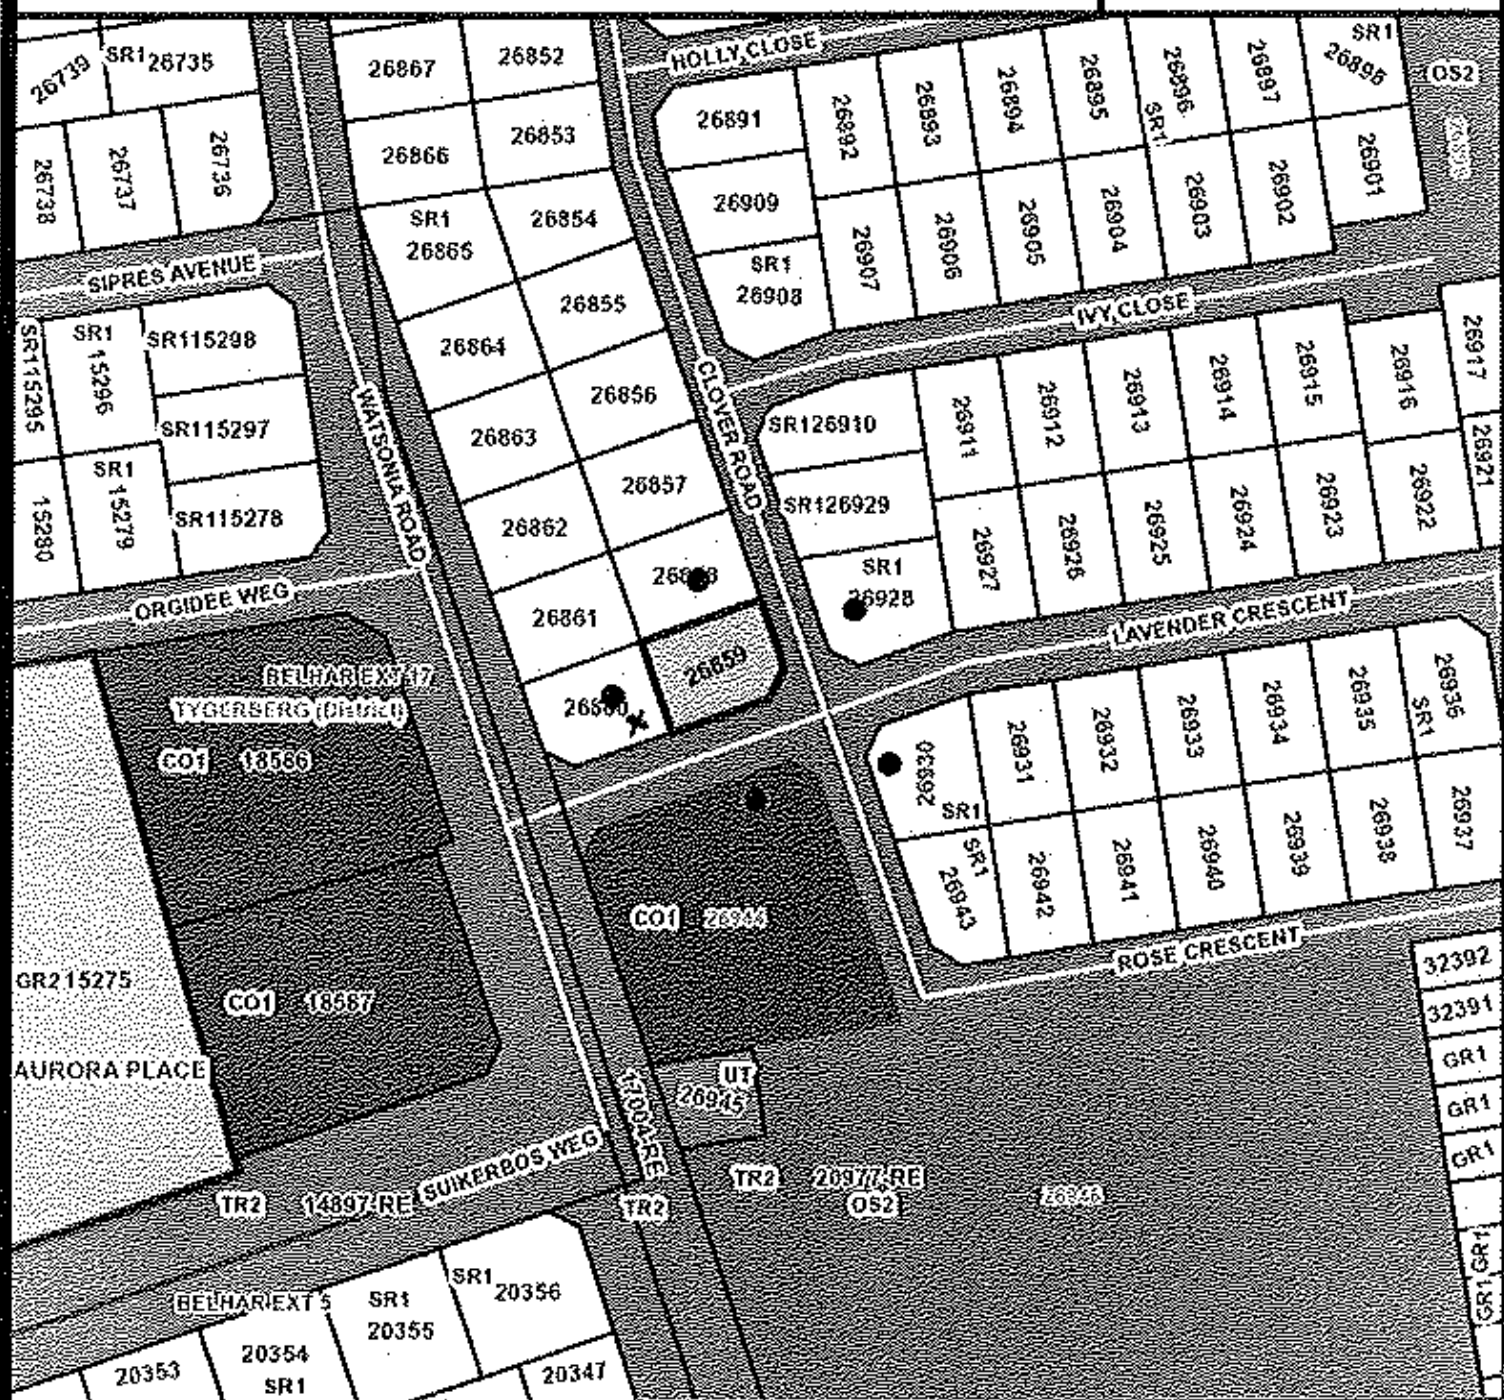 HOLLY CLOSE
SR1
26739
SR1 26735
26867
26852
26891
26892
26893
26894
26895
26896
SR1
26897
26898
OS2
26738
26737
26736
26866
26853
26909
26901
SR1
26865
26854
SR1
26908
26907
26906
26905
26904
26903
26902
SIPRES AVENUE
IVY CLOSE
SR115295
SR1
15296
SR115298
26864
26855
26863
26856
WATSONIA ROAD
CLOVER ROAD
SR126910
26911
26912
26913
26914
26915
26916
26917
SR115297
SR1
15279
15280
SR115278
26862
26857
SR126929
SR1
26928
26927
26926
26925
26924
26923
26922
26921
ORGIDEE WEG
26861
26859
LAVENDER CRESCENT
BELHAR EXT 17
TYGERBERG (District)
CO1 18586
SR1
26931
26932
26933
26934
26935
26936
SR1
SR1
26943
26942
26941
26940
26939
26938
26937
CO1 26944
ROSE CRESCENT
GR215275
CO1 18587
AURORA PLACE
32392
32391
GR1
GR1
GR1
GR1
GR1
UT
26945
SUIKERBOS WEG
TR2 14897-RE
TR2
TR2 26977-RE
OS2
BELHAR EXT 5
SR1
20355
SR1 20356
20353
20354
SR1
20347